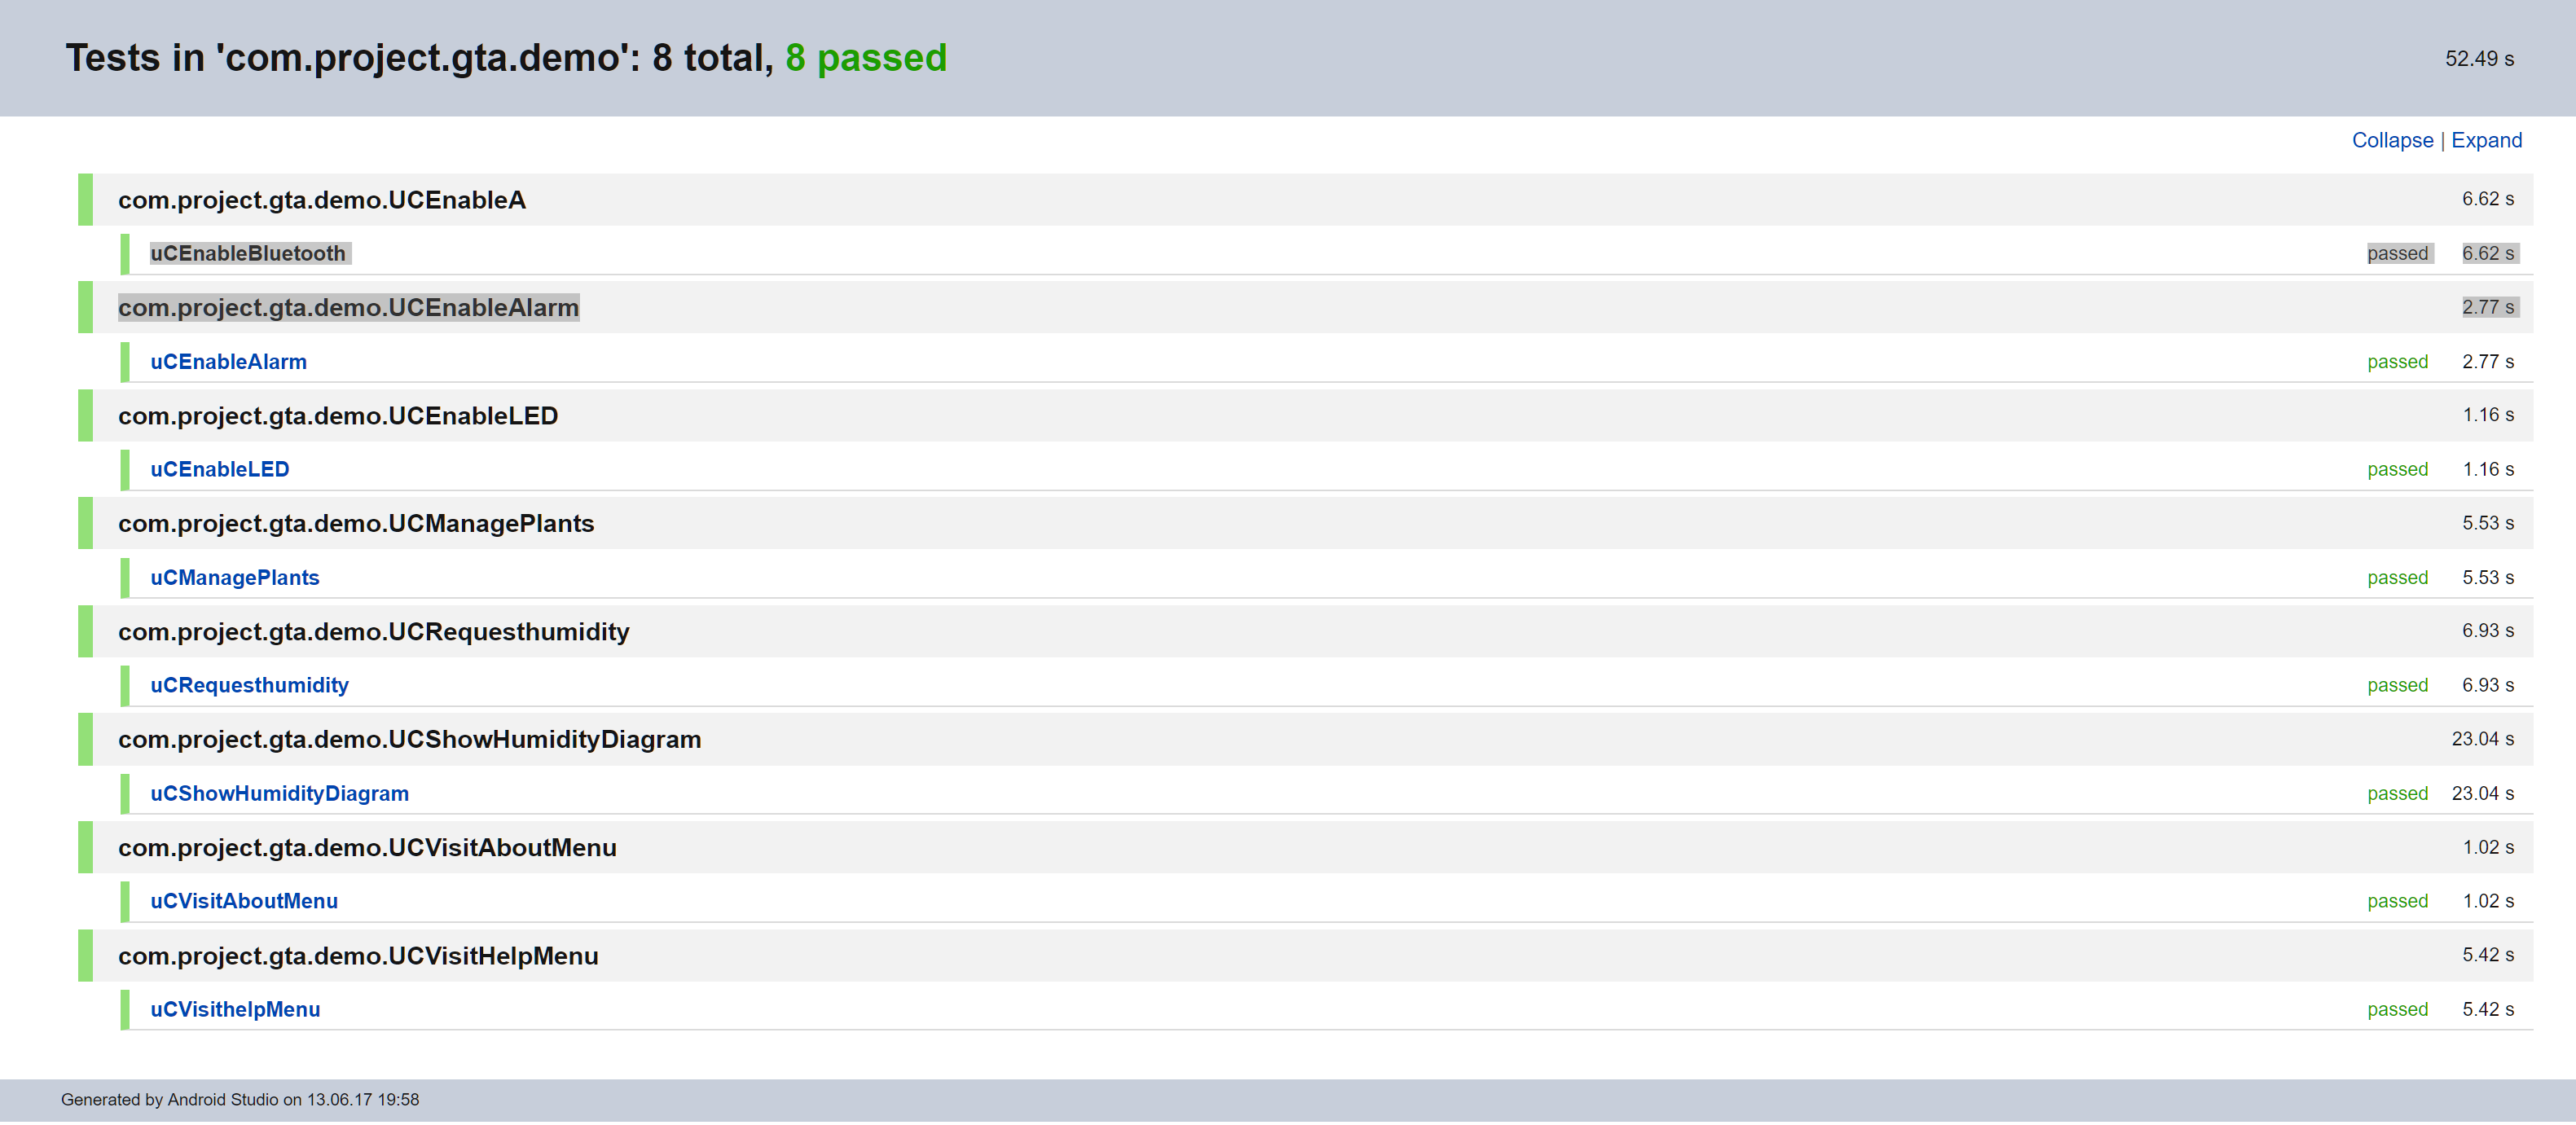 Tests in 'com.project.gta.demo': 8 total, 8 passed 52.49 s
Collapse | Expand
com.project.gta.demo.UCEnableA 6.62 s
uCEnableBluetooth passed 6.62 s
com.project.gta.demo.UCEnableAlarm 2.77 s
uCEnableAlarm passed 2.77 s
com.project.gta.demo.UCEnableLED 1.16 s
uCEnableLED passed 1.16 s
com.project.gta.demo.UCManagePlants 5.53 s
uCManagePlants passed 5.53 s
com.project.gta.demo.UCRequesthumidity 6.93 s
uCRequesthumidity passed 6.93 s
com.project.gta.demo.UCShowHumidityDiagram 23.04 s
uCShowHumidityDiagram passed 23.04 s
com.project.gta.demo.UCVisitAboutMenu 1.02 s
uCVisitAboutMenu passed 1.02 s
com.project.gta.demo.UCVisitHelpMenu 5.42 s
uCVisithelpMenu passed 5.42 s
Generated by Android Studio on 13.06.17 19:58